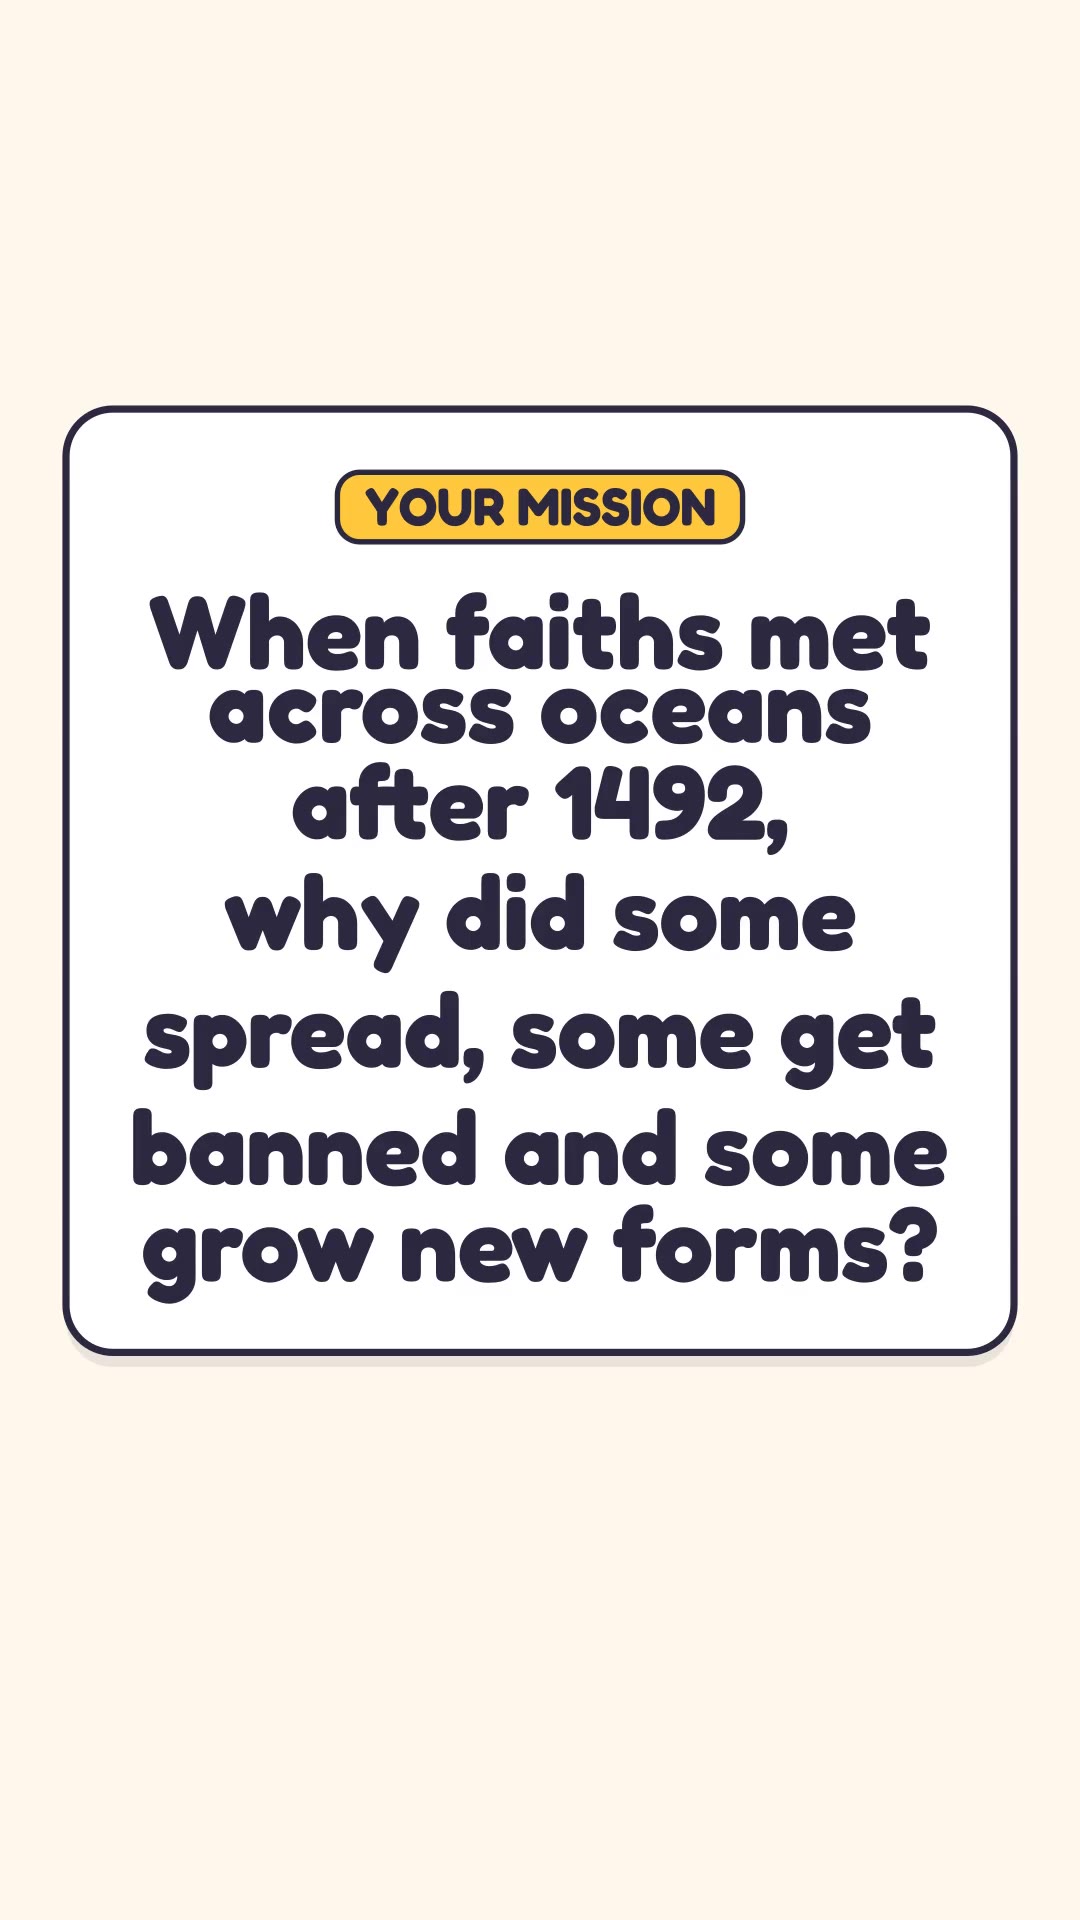 YOUR MISSION
When faiths met
across oceans
after 1492,
why did some
spread, some get
banned and some
grow new forms?